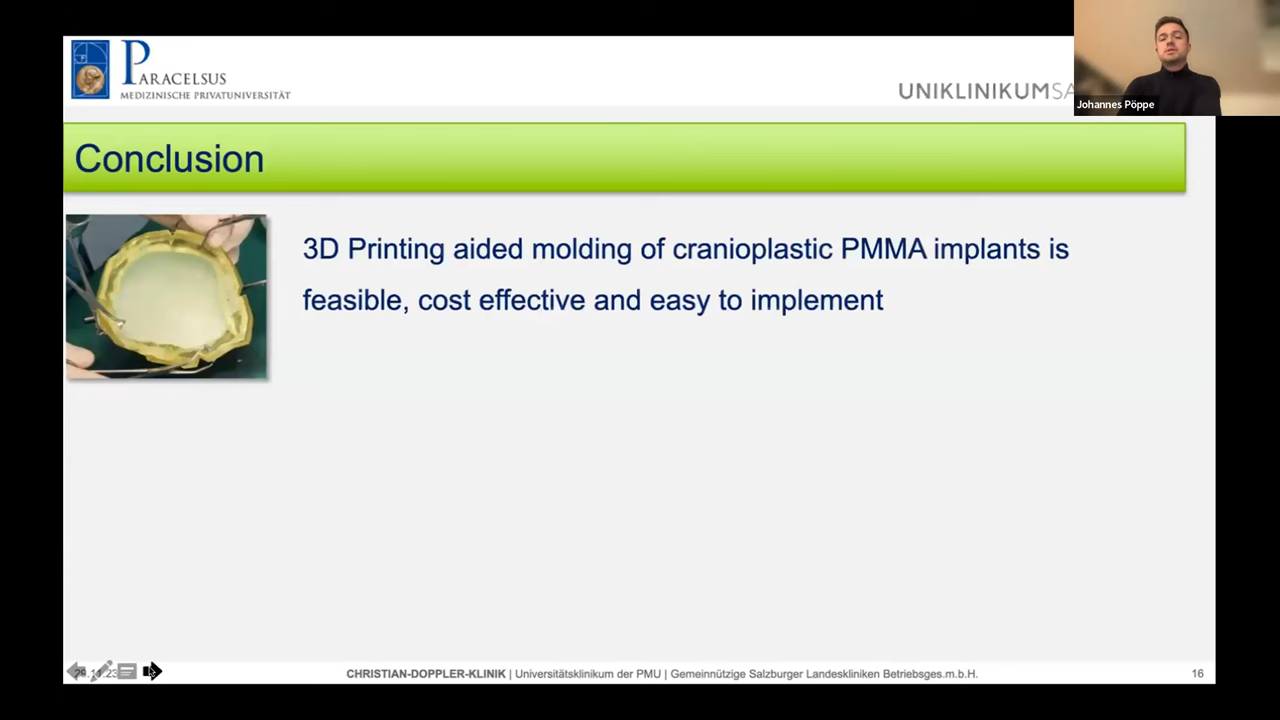 PARACELSUS
MEDIZINISCHE PRIVATUNIVERSITÄT
UNIKLINIKUMSA
Johannes Pöppe
Conclusion
3D Printing aided molding of cranioplastic PMMA implants is
feasible, cost effective and easy to implement
CHRISTIAN-DOPPLER-KLINIK | Universitätsklinikum der PMU | Gemeinnützige Salzburger Landeskliniken Betriebsges.m.b.H.
16